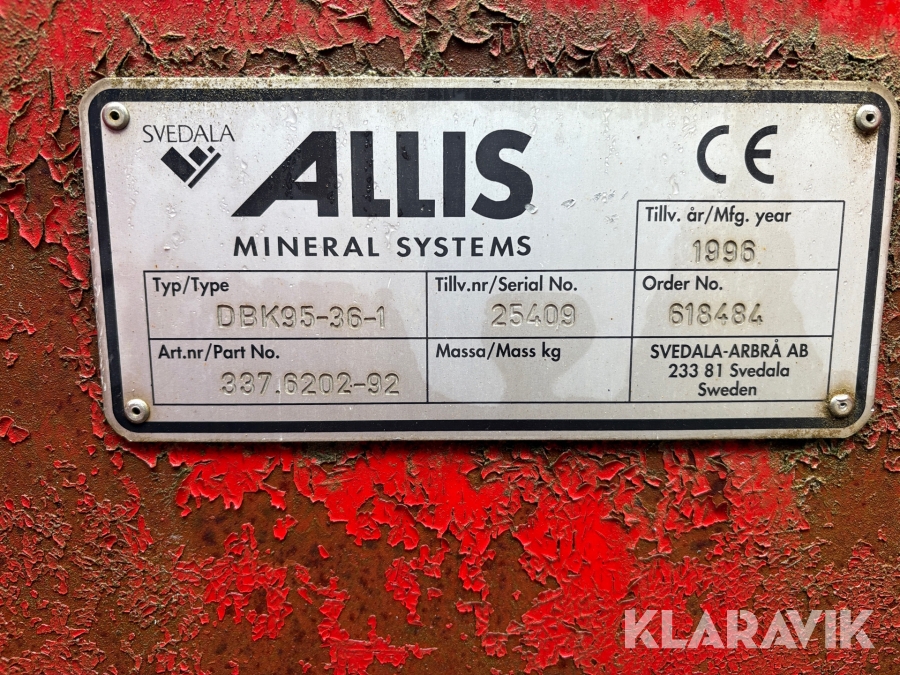 SVEDALA
ALLIS
MINERAL SYSTEMS
CE
Tillv. år/Mfg. year
1996
Typ/Type
DBK95-36-1
Tillv.nr/Serial No.
25409
Order No.
618484
Art.nr/Part No.
337.6202-92
Massa/Mass kg
SVEDALA-ARBRÅ AB
233 81 Svedala
Sweden
KLARAVIK